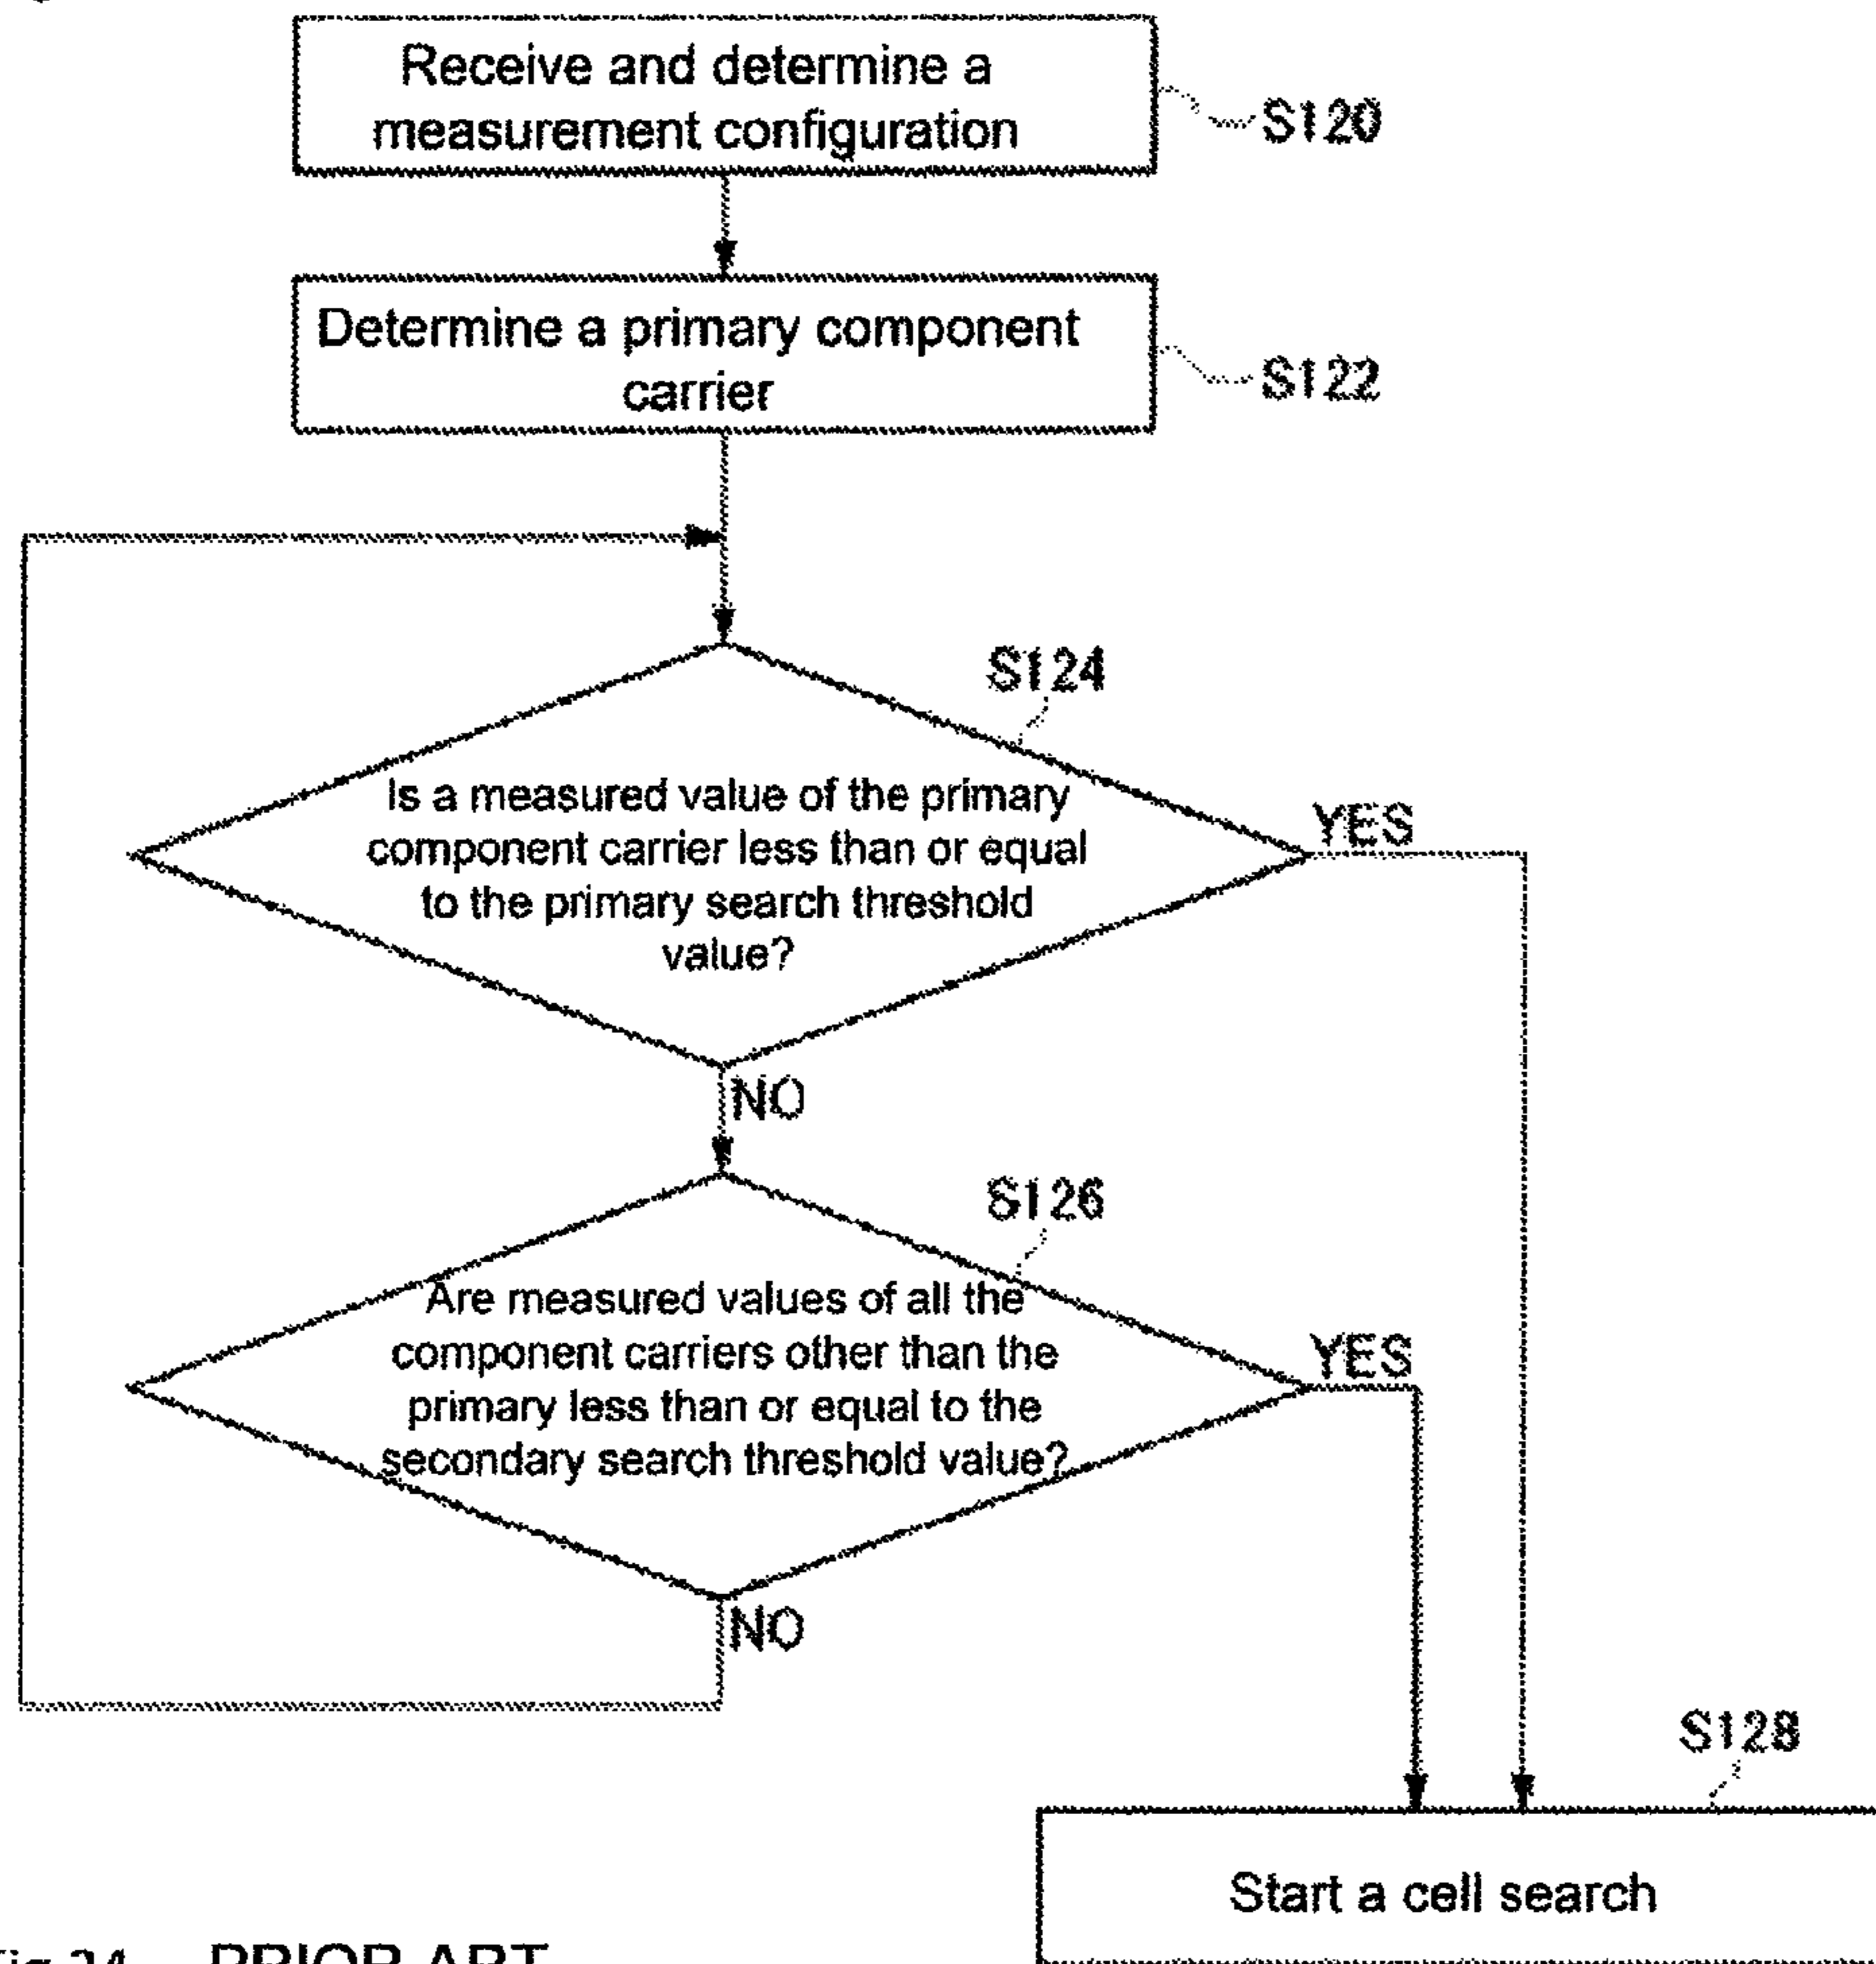 Receive and determine a
measurement configuration
S120
Determine a primary component
carrier
S122
S124
Is a measured value of the primary
component carrier less than or equal
to the primary search threshold
value?
YES
NO
S126
Are measured values of all the
component carriers other than the
primary less than or equal to the
secondary search threshold value?
YES
NO
S128
Start a cell search
PRIOR ART